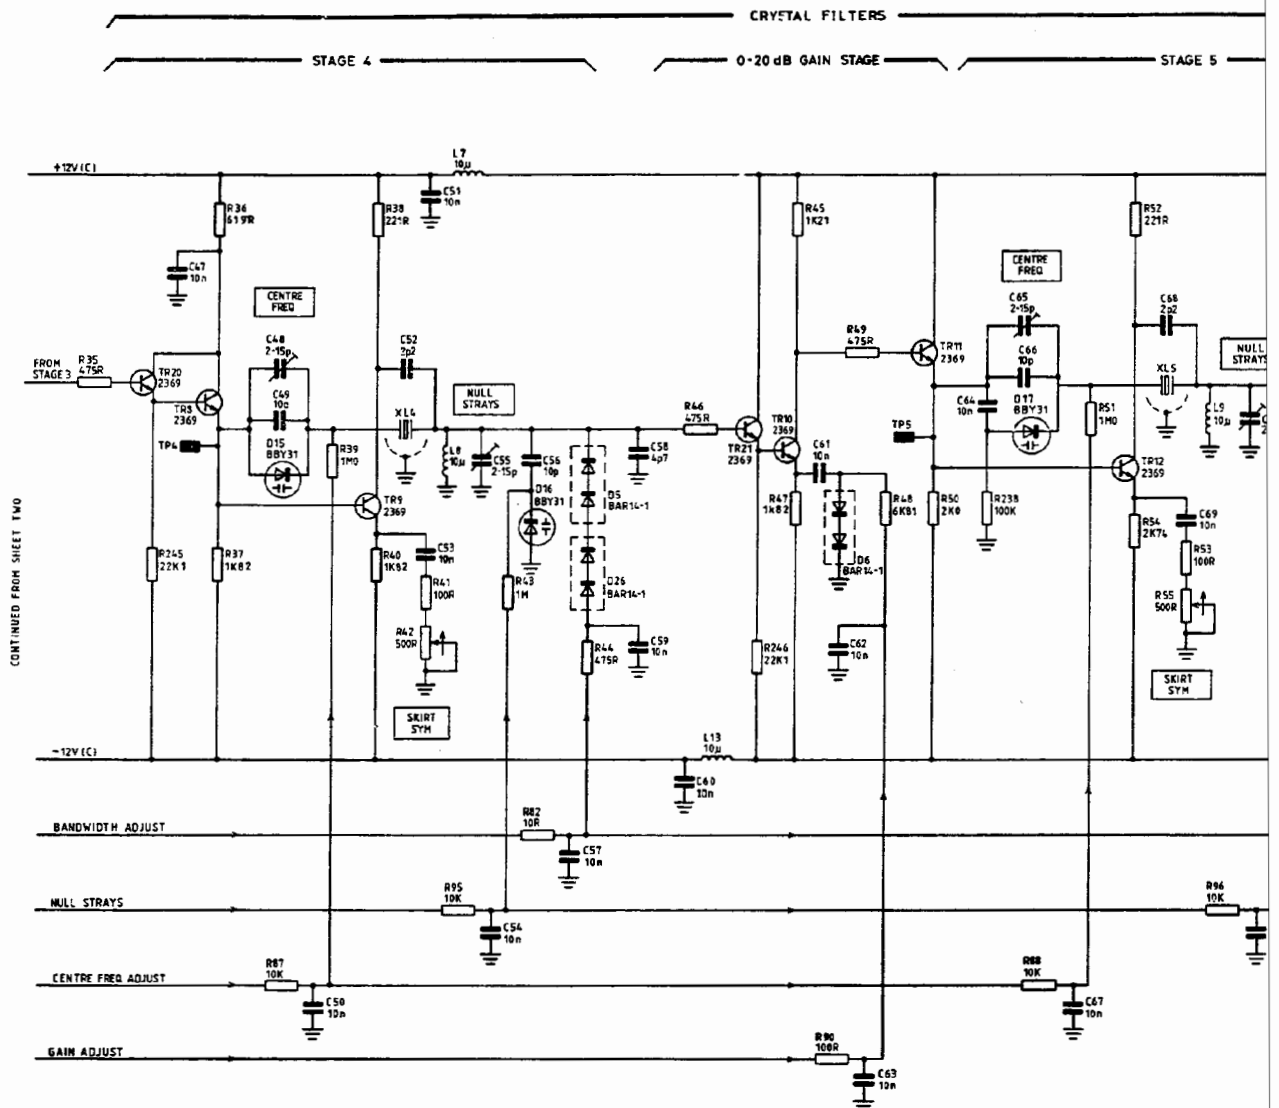 CRYSTAL FILTERS
STAGE 4
0-20 dB GAIN STAGE
STAGE 5
+12V(C)
L7
10µ
C51
10n
R36
619R
R38
221R
R45
1K21
R52
221R
C47
10n
CENTRE
FREQ
CENTRE
FREQ
C48
2-15p
C52
2p2
C65
2-15p
C68
2p2
FROM
STAGE 3
R35
475R
TR20
2369
TR8
2369
C49
10p
XL4
NULL
STRAYS
R49
475R
TR11
2369
C66
10p
XL5
NULL
STRAYS
TP4
D15
BBY31
R39
1M0
L8
10µ
C55
2-15p
C56
10p
C58
4p7
R46
475R
TR21
2369
TR10
2369
C61
10n
TP5
C64
10n
D17
BBY31
R51
1M0
L9
10µ
TR9
2369
D16
BBY31
D5
BAR14-1
R47
1K82
R48
6K81
R50
2K0
R238
100K
TR12
2369
R54
2K74
C69
10n
R245
22K1
R37
1K82
R40
1K82
C53
10n
R41
100R
R42
500R
R43
1M
D26
BAR14-1
D6
BAR14-1
R53
100R
R55
500R
R44
475R
C59
10n
R246
22K1
C62
10n
SKIRT
SYM
SKIRT
SYM
CONTINUED FROM SHEET TWO
-12V(C)
L13
10µ
C60
10n
BANDWIDTH ADJUST
R82
10R
C57
10n
NULL STRAYS
R95
10K
C54
10n
R96
10K
CENTRE FREQ ADJUST
R87
10K
C50
10n
R88
10K
C67
10n
GAIN ADJUST
R90
100R
C63
10n